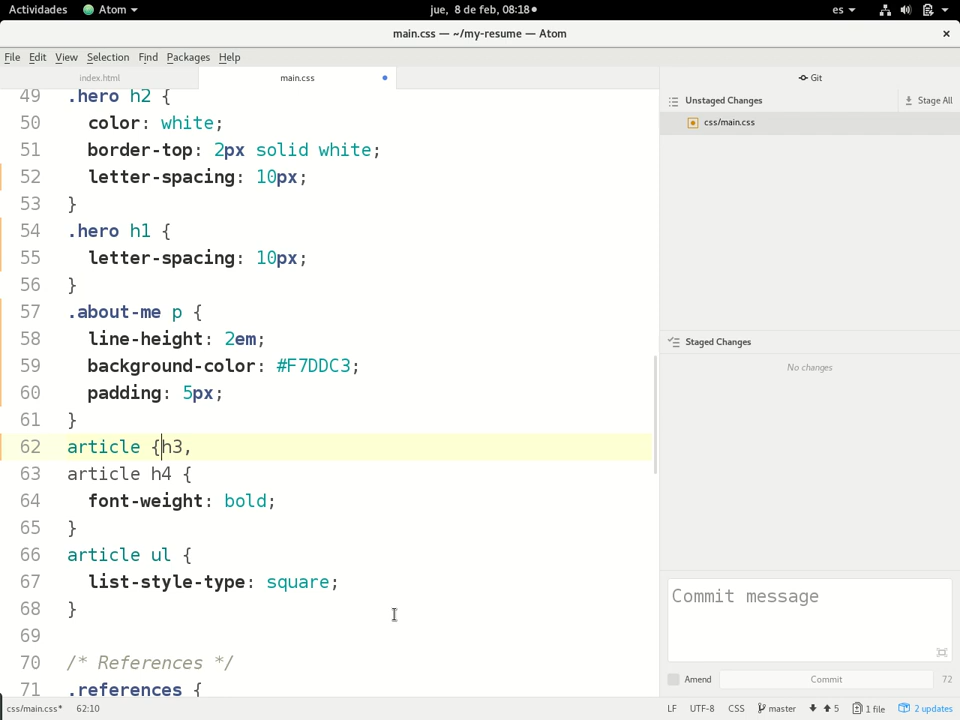 Actividades Atom jue, 8 de feb, 08:18 es
main.css — ~/my-resume — Atom
File Edit View Selection Find Packages Help
index.html main.css Git
49 .hero h2 {
50 color: white;
51 border-top: 2px solid white;
52 letter-spacing: 10px;
53 }
54 .hero h1 {
55 letter-spacing: 10px;
56 }
57 .about-me p {
58 line-height: 2em;
59 background-color: #F7DDC3;
60 padding: 5px;
61 }
62 article {h3,
63 article h4 {
64 font-weight: bold;
65 }
66 article ul {
67 list-style-type: square;
68 }
69
70 /* References */
71 .references {
Unstaged Changes Stage All
css/main.css
Staged Changes
No changes
Commit message
Amend Commit 72
css/main.css* 62:10 LF UTF-8 CSS master 5 1 file 2 updates